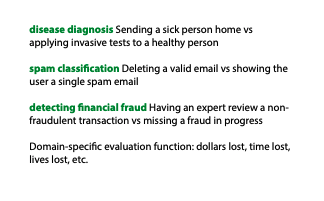 disease diagnosis Sending a sick person home vs
applying invasive tests to a healthy person
spam classification Deleting a valid email vs showing the
user a single spam email
detecting financial fraud Having an expert review a non-
fraudulent transaction vs missing a fraud in progress
Domain-specific evaluation function: dollars lost, time lost,
lives lost, etc.